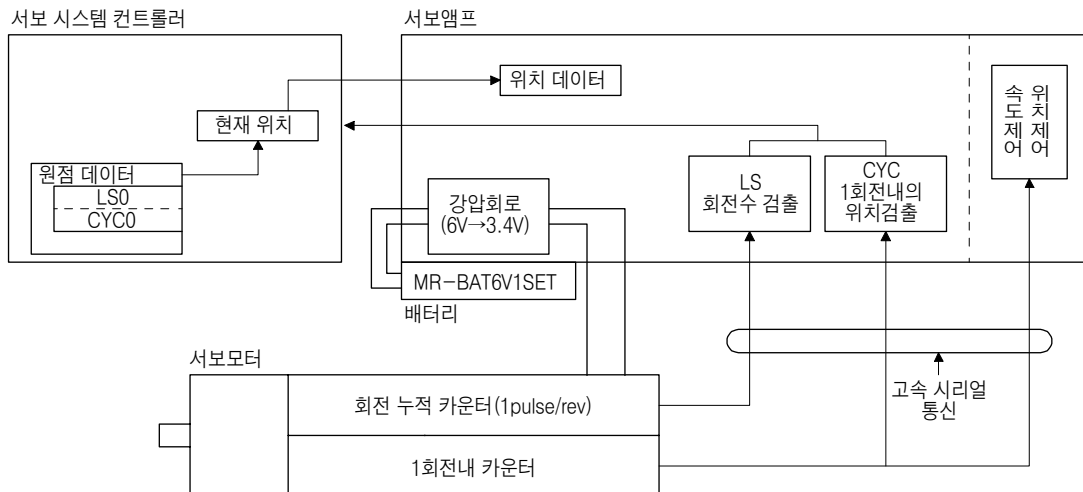 서보 시스템 컨트롤러
서보앰프
위치 데이터
현재 위치
위치제어
속도제어
원점 데이터
LS0
CYC0
강압회로
(6V→3.4V)
LS
회전수 검출
CYC
1회전내의
위치검출
MR-BAT6V1SET
배터리
서보모터
회전 누적 카운터(1pulse/rev)
고속 시리얼
통신
1회전내 카운터